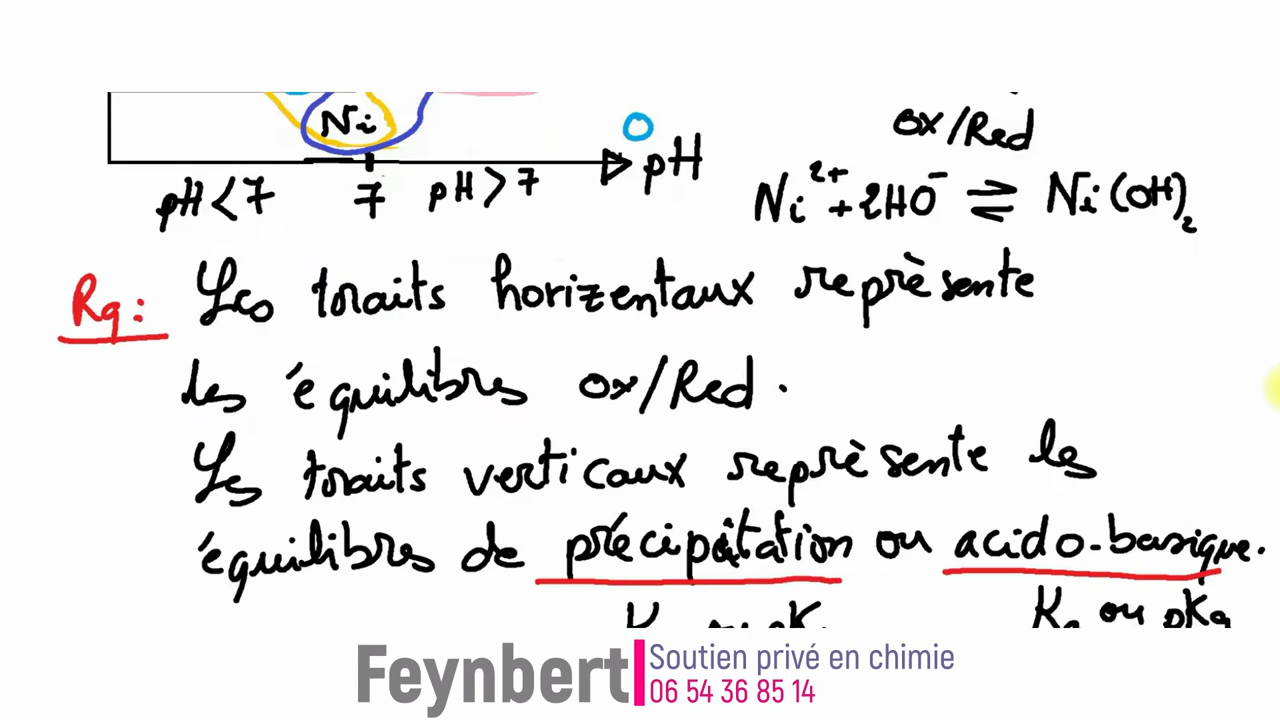 Ni
pH
pH<7
7
pH>7
Ox/Red
Ni²⁺+2HO⁻ ⇌ Ni(OH)₂
Rq: Les traits horizentaux représente
les équilibres Ox/Red.
Les traits verticaux représente les
équilibres de précipitation ou acido-basique.
ou
Ka ou pKa
Feynbert
Soutien privé en chimie
06 54 36 85 14